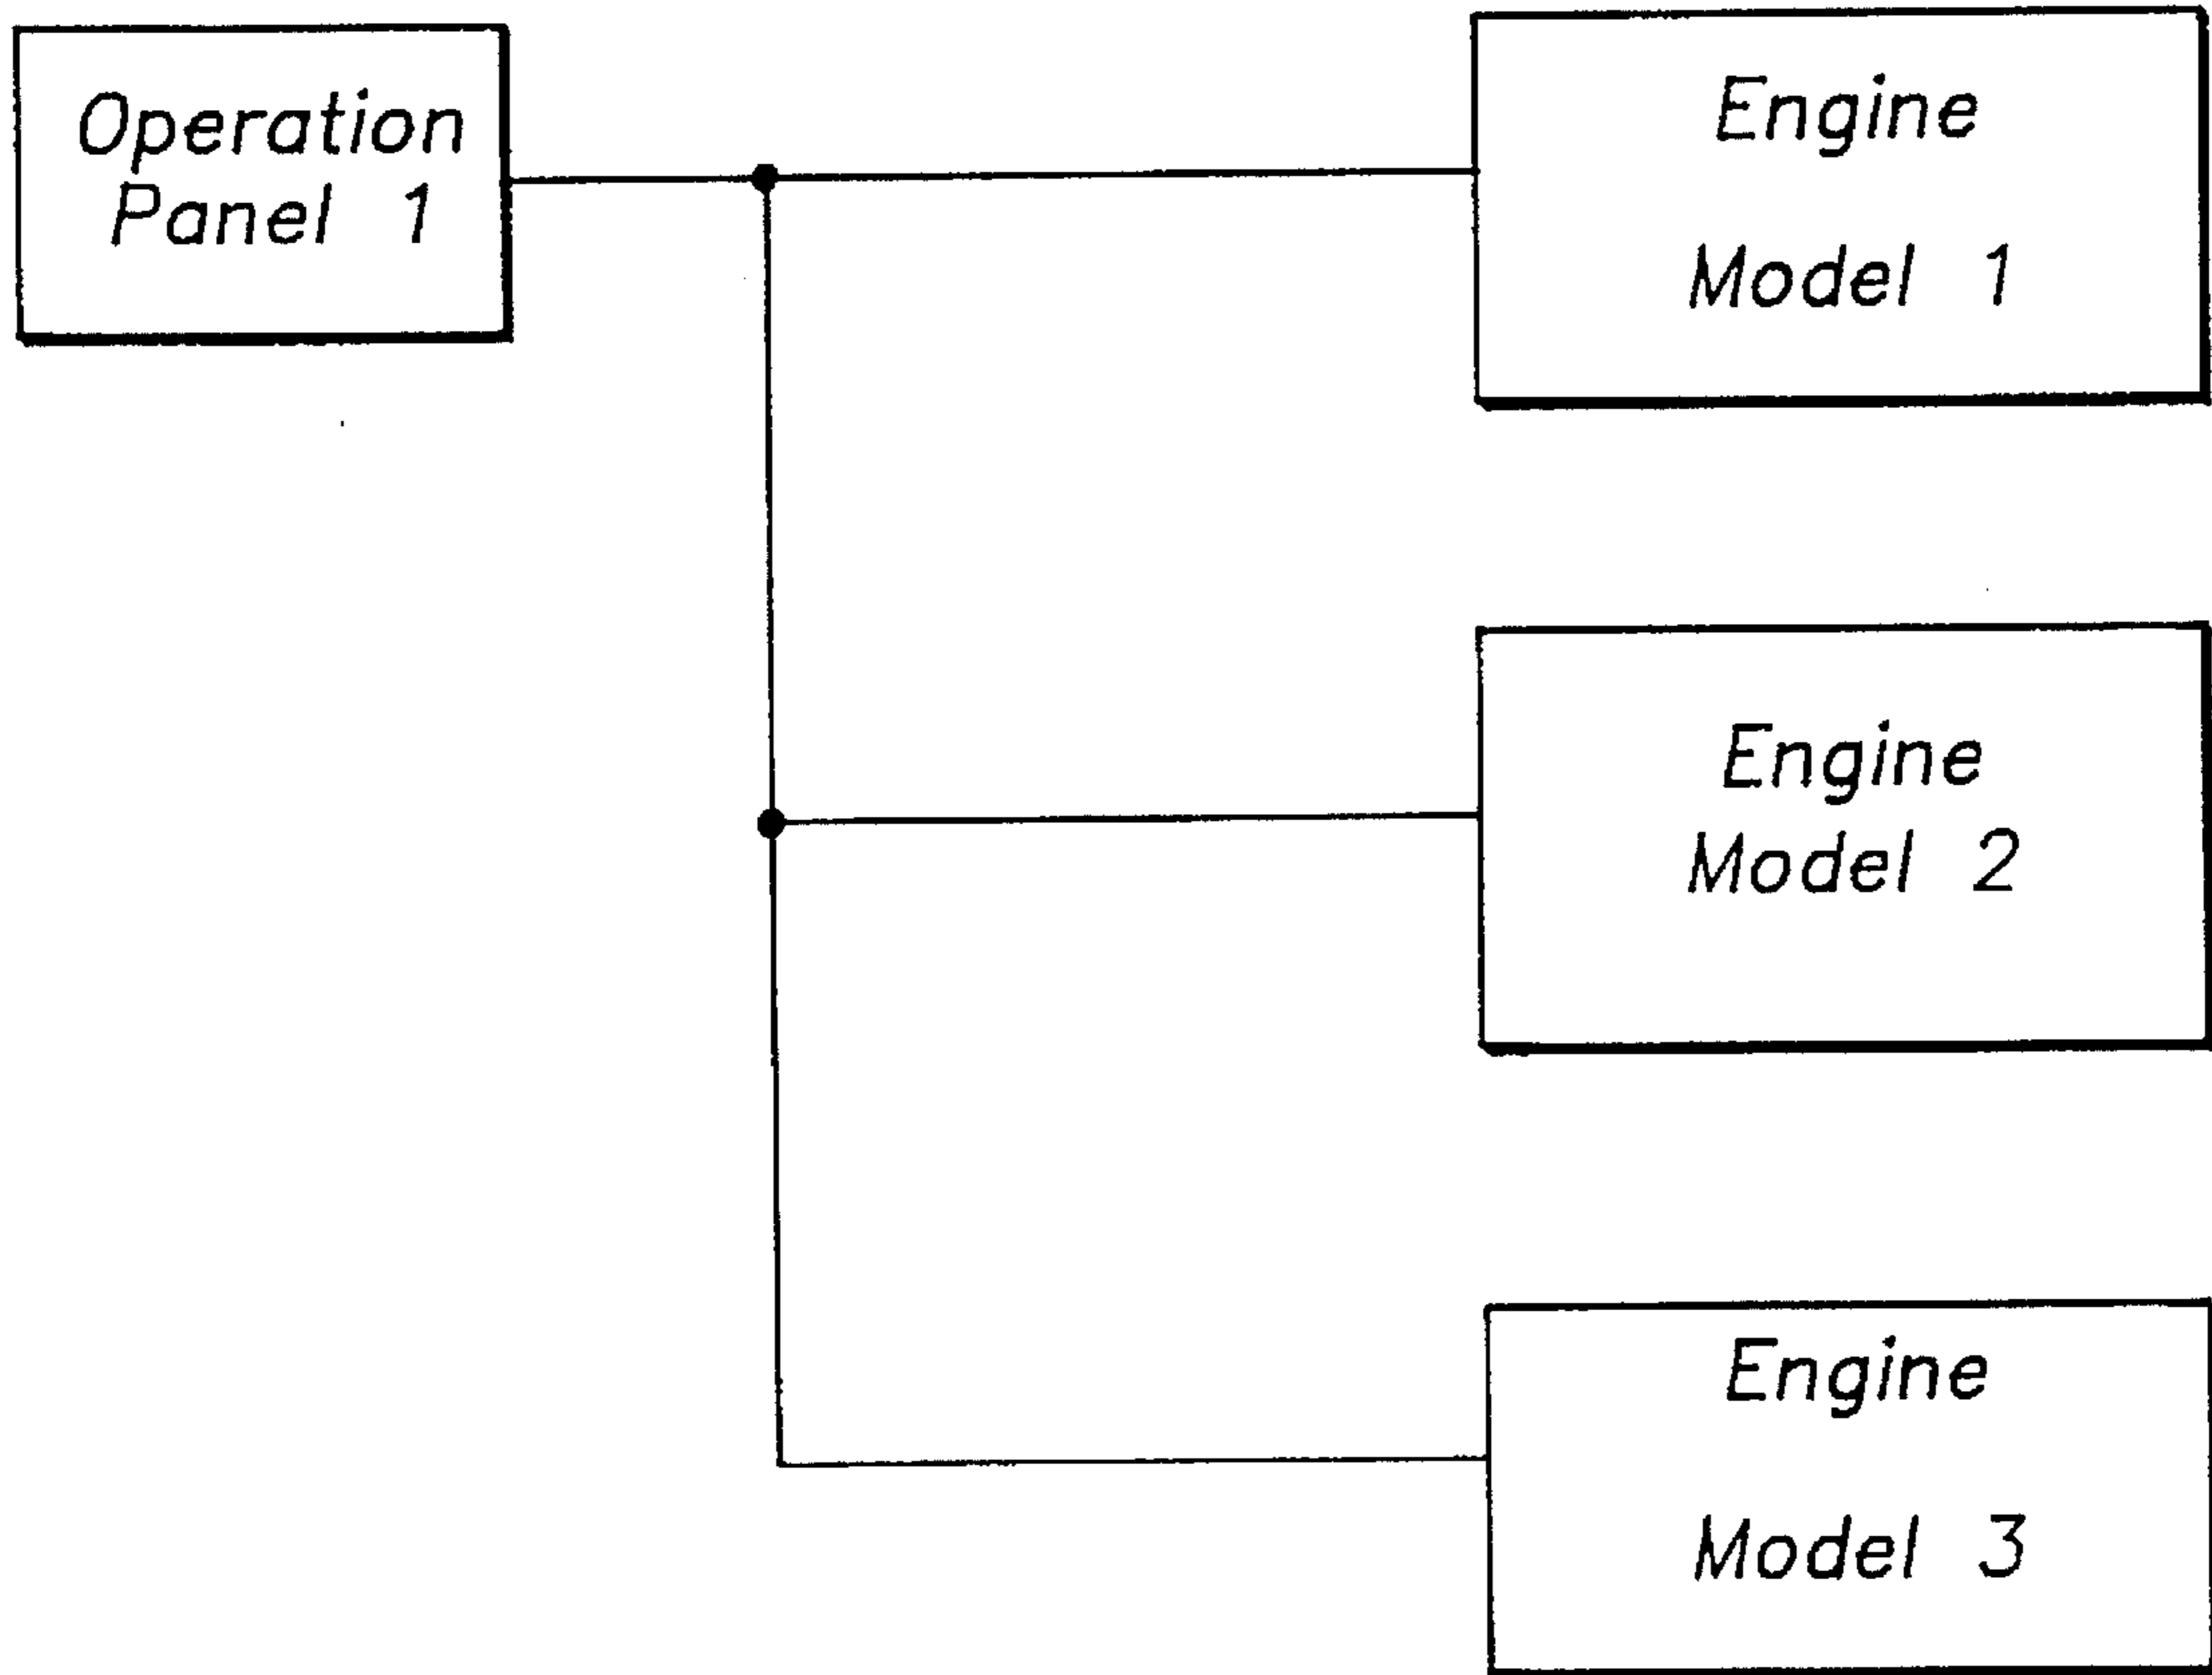 Operation
Panel 1
Engine
Model 1
Engine
Model 2
Engine
Model 3